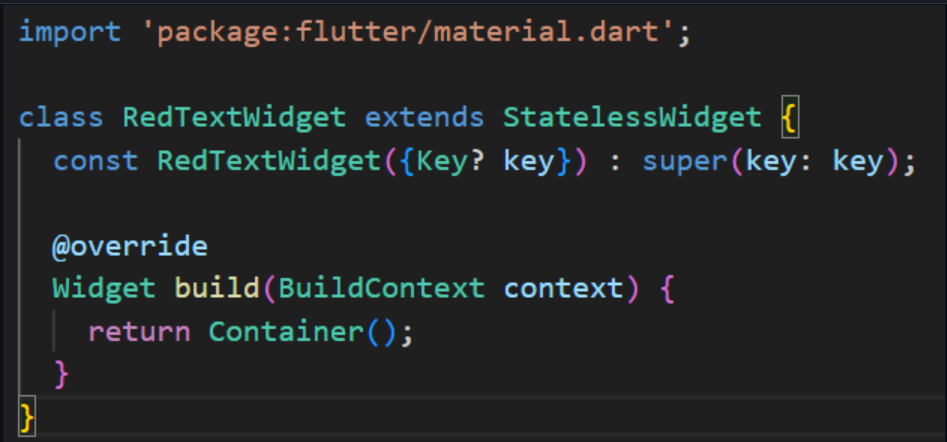 import 'package:flutter/material.dart';
class RedTextWidget extends StatelessWidget {
const RedTextWidget({Key? key}) : super(key: key);
@override
Widget build(BuildContext context) {
return Container();
}
}